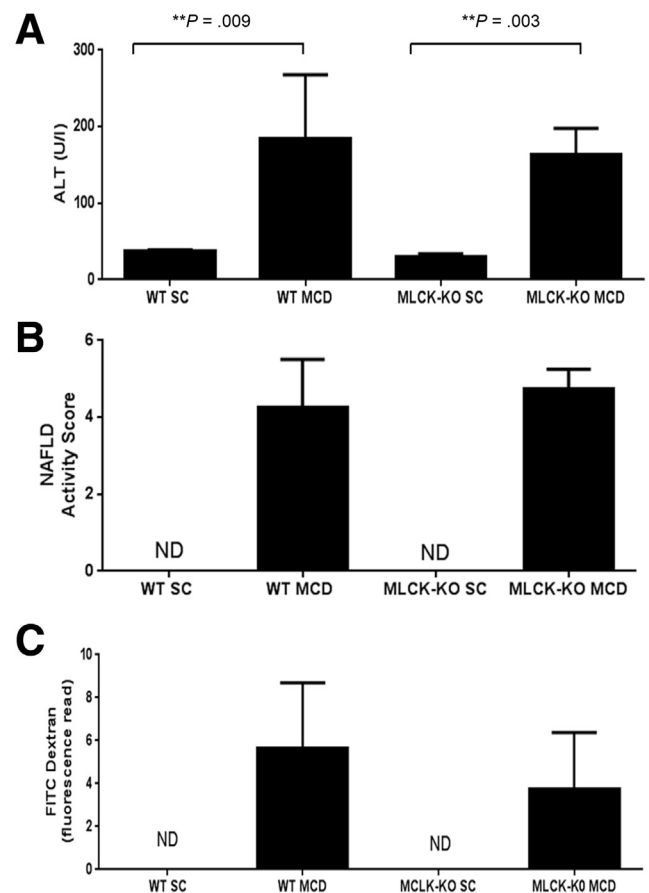 A
**P = .009
**P = .003
300
200
100
0
ALT (U/I)
WT SC
WT MCD
MLCK-KO SC
MLCK-KO MCD
B
6
4
2
0
NAFLD
Activity Score
ND
ND
WT SC
WT MCD
MLCK-KO SC
MLCK-KO MCD
C
10
8
6
4
2
0
FITC Dextran
(fluorescence read)
ND
ND
WT SC
WT MCD
MCLK-KO SC
MLCK-K0 MCD